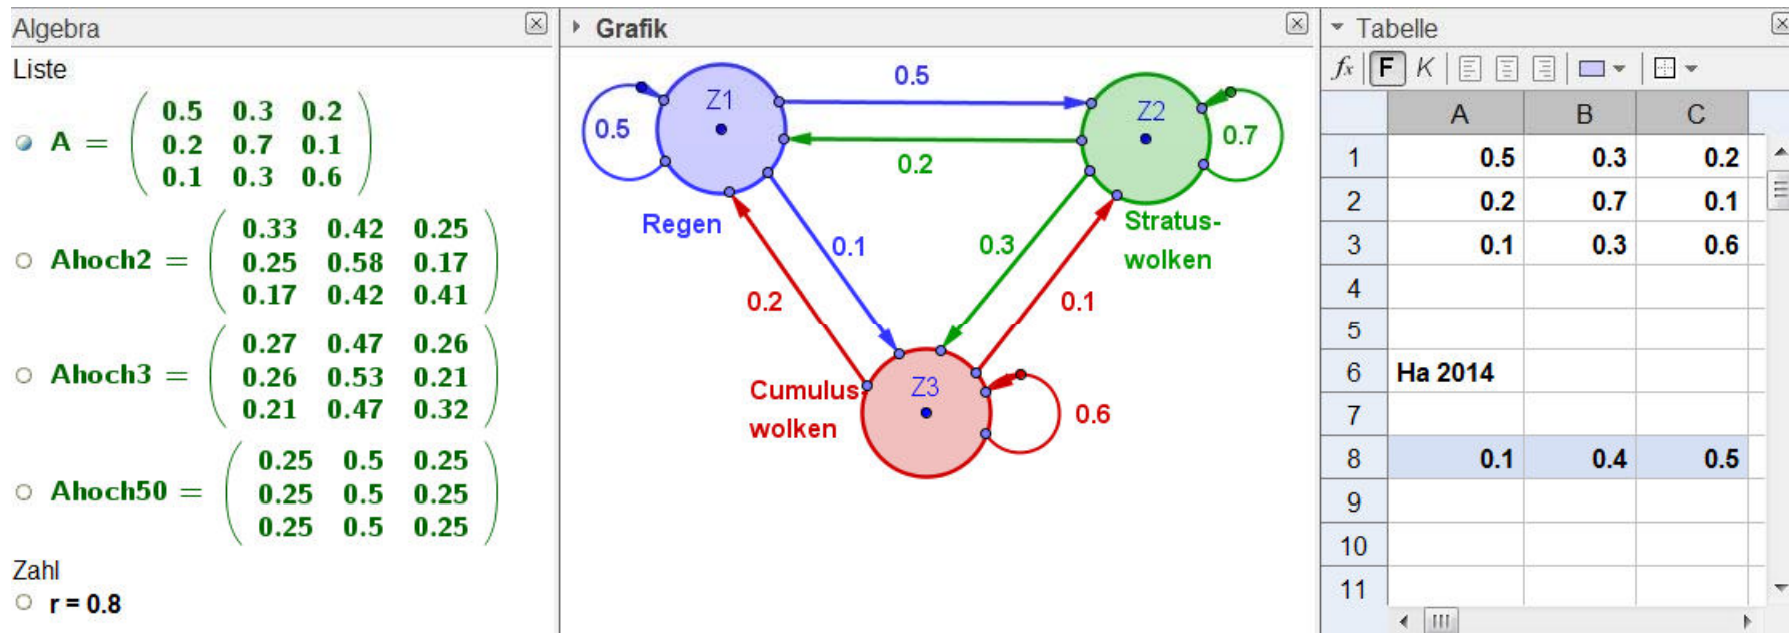 Algebra
Liste
A = ( 0.5 0.3 0.2
0.2 0.7 0.1
0.1 0.3 0.6 )
Ahoch2 = ( 0.33 0.42 0.25
0.25 0.58 0.17
0.17 0.42 0.41 )
Ahoch3 = ( 0.27 0.47 0.26
0.26 0.53 0.21
0.21 0.47 0.32 )
Ahoch50 = ( 0.25 0.5 0.25
0.25 0.5 0.25
0.25 0.5 0.25 )
Zahl
r = 0.8
Grafik
0.5
Z1
Z2
0.5
0.7
0.2
Regen
Stratus-
wolken
0.1
0.3
0.2
0.1
Cumulus-
wolken
Z3
0.6
Tabelle
fx F K
A B C
1 0.5 0.3 0.2
2 0.2 0.7 0.1
3 0.1 0.3 0.6
4
5
6 Ha 2014
7
8 0.1 0.4 0.5
9
10
11